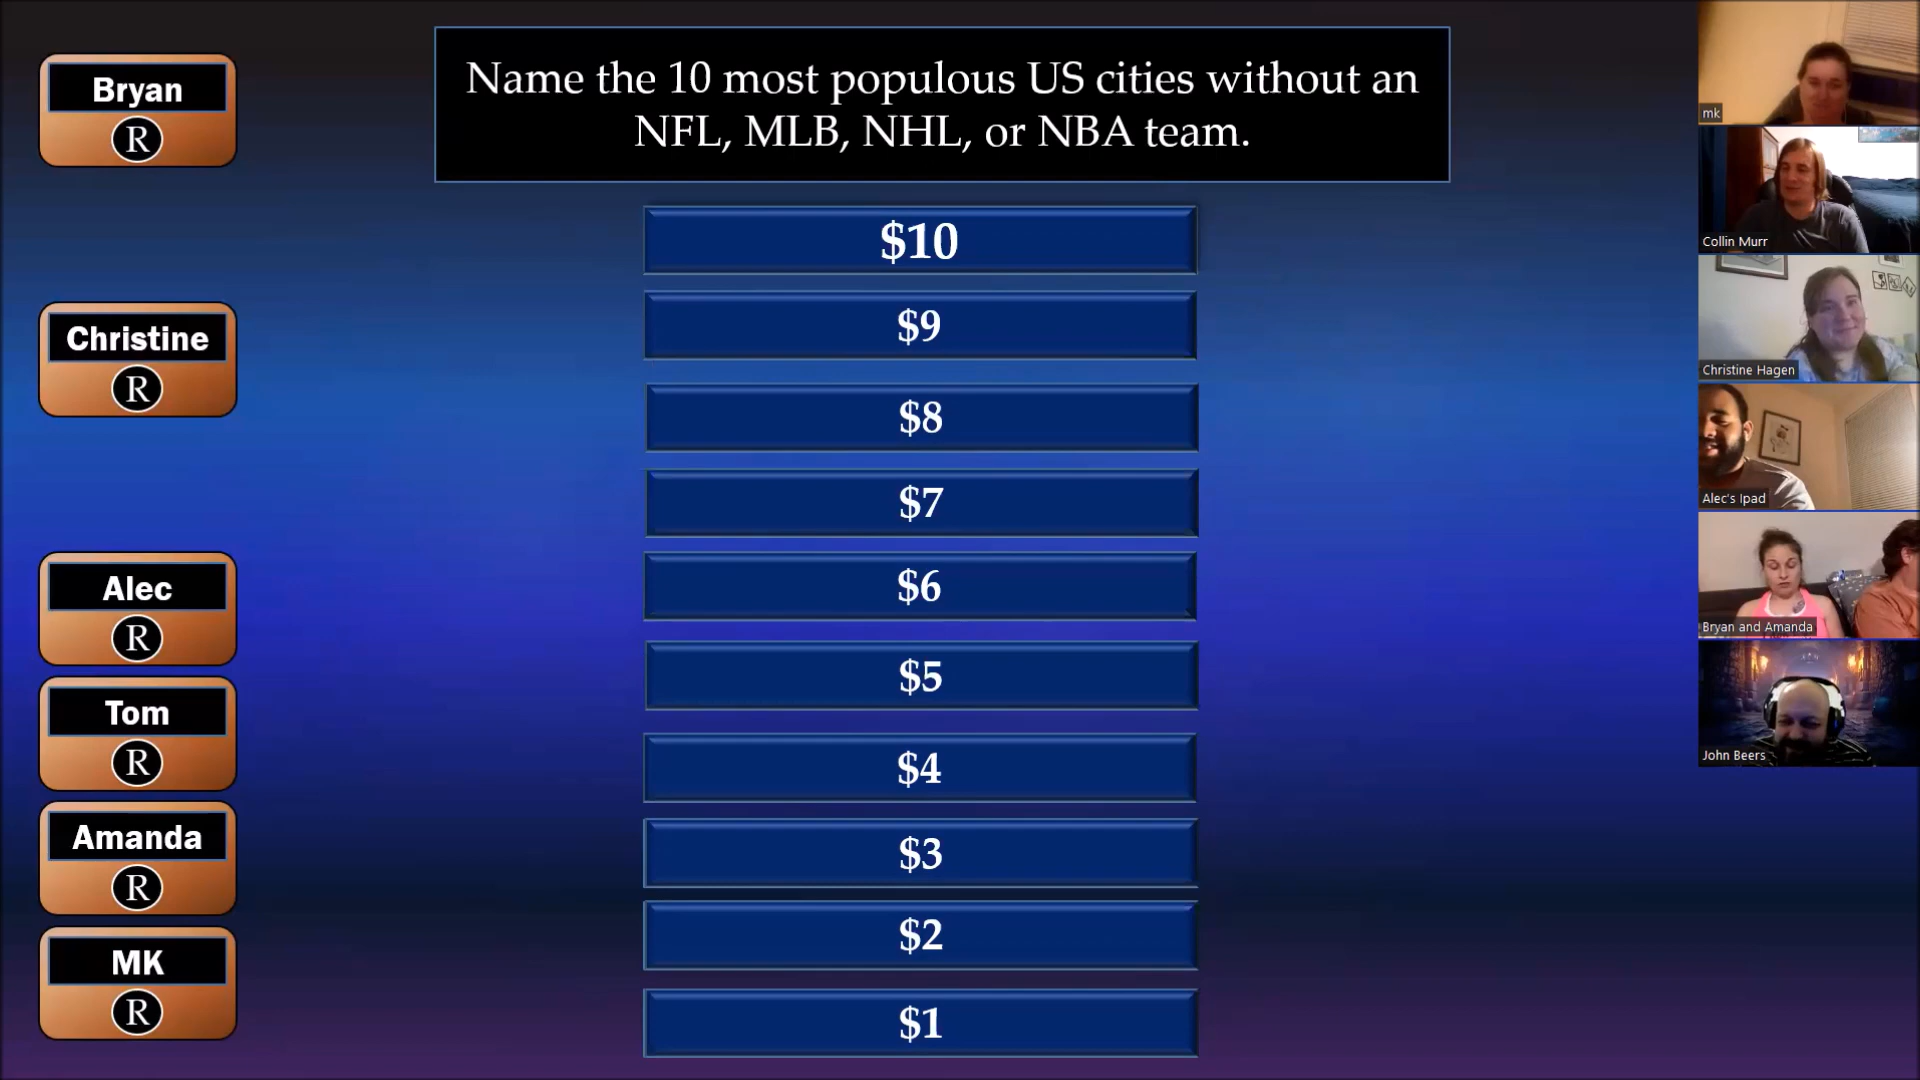 Name the 10 most populous US cities without an
NFL, MLB, NHL, or NBA team.
Bryan
R
Christine
R
Alec
R
Tom
R
Amanda
R
MK
R
$10
$9
$8
$7
$6
$5
$4
$3
$2
$1
mk
Collin Murr
Christine Hagen
Alec's Ipad
Bryan and Amanda
John Beers